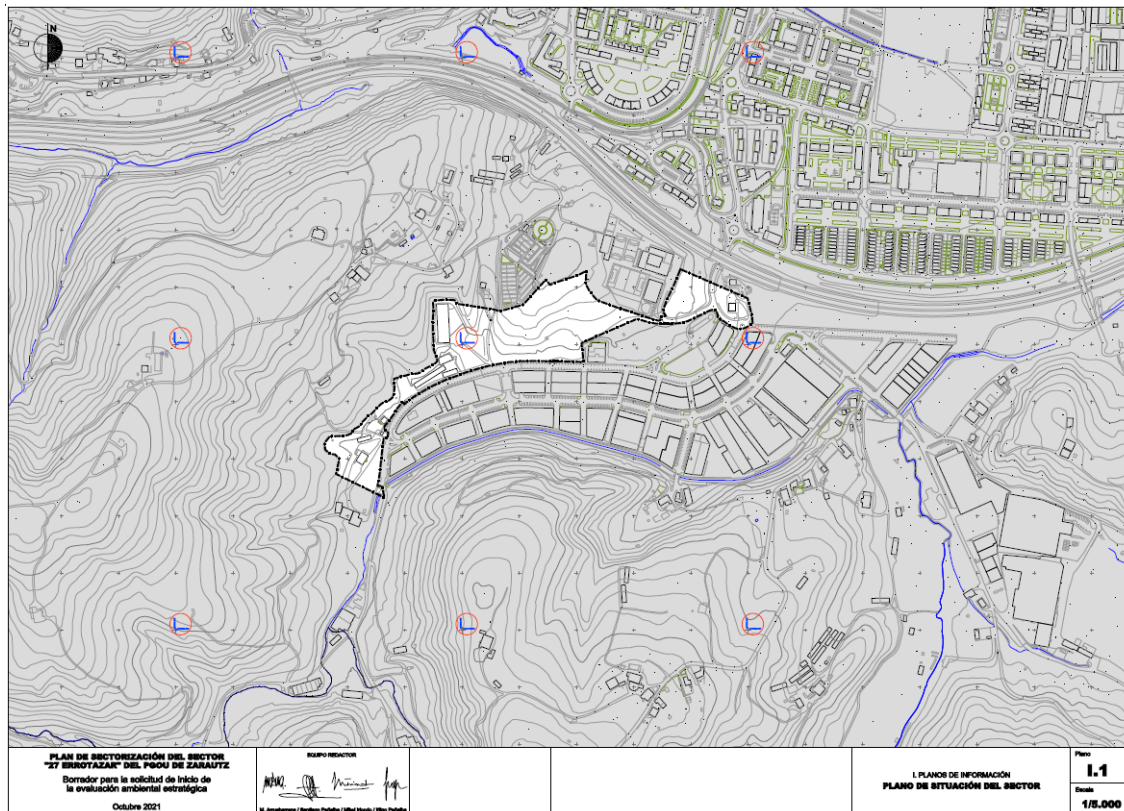 N
PLAN DE SECTORIZACIÓN DEL SECTOR
"27 ERROTAZAR" DEL PGOU DE ZARAUTZ
Borrador para la solicitud de inicio de
la evaluación ambiental estratégica
Octubre 2021
EQUIPO REDACTOR
I. PLANOS DE INFORMACIÓN
PLANO DE SITUACIÓN DEL SECTOR
Plano
I.1
Escala
1/5.000